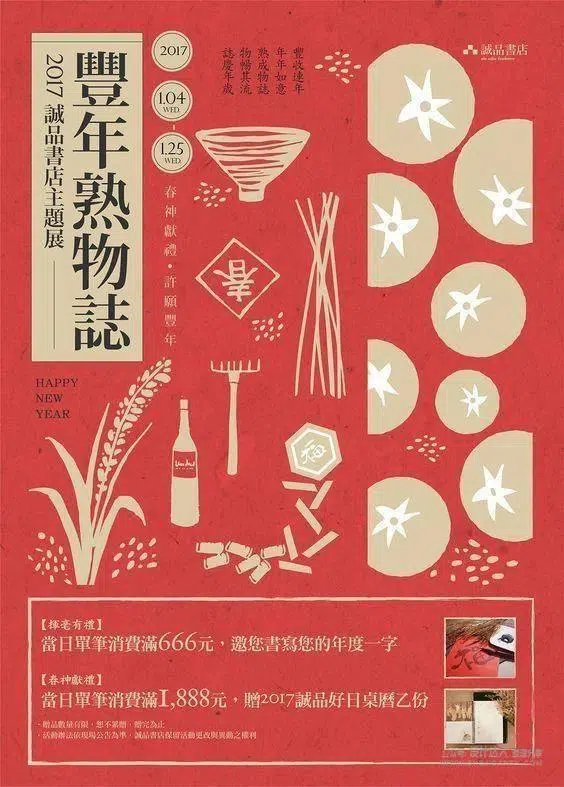 豐年熟物誌
2017 誠品書店主題展
2017
1.04
WED.
1.25
WED.
豐收連年
年年如意
熟成物誌
物暢其流
誌慶年歲
誠品書店
the eslite bookstore
春神獻禮・許願豐年
春
福
HAPPY
NEW
YEAR
【揮毫有禮】
當日單筆消費滿666元，邀您書寫您的年度一字
【春神獻禮】
當日單筆消費滿1,888元，贈2017誠品好日桌曆乙份
· 贈品數量有限，恕不累贈，贈完為止
· 活動辦法依現場公告為準，誠品書店保留活動更改與異動之權利